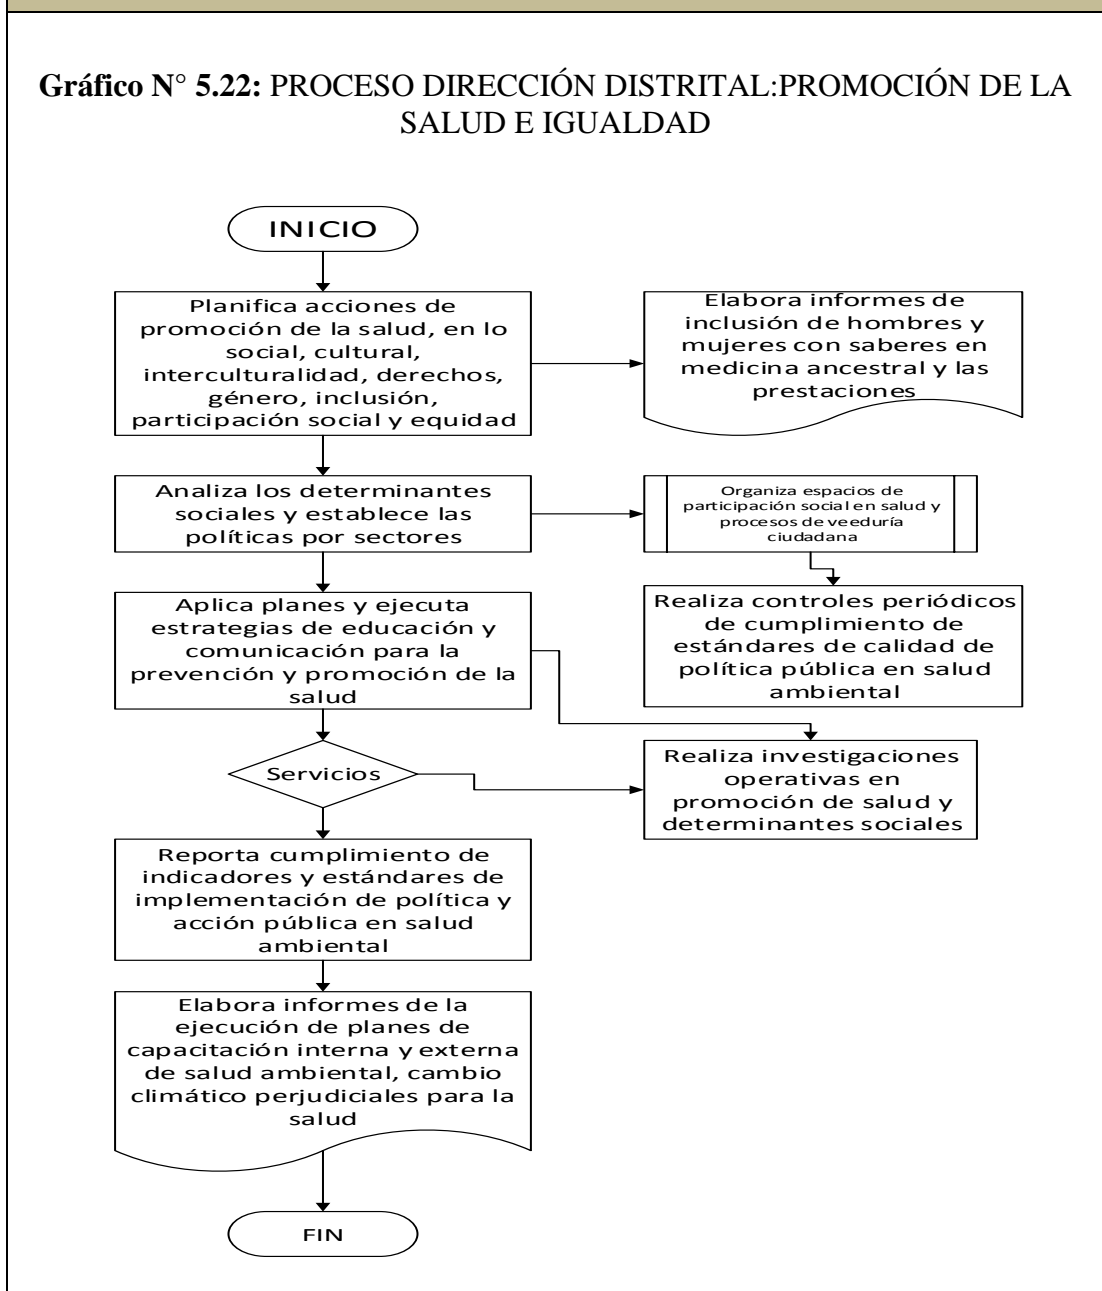 Gráfico N° 5.22: PROCESO DIRECCIÓN DISTRITAL:PROMOCIÓN DE LA
SALUD E IGUALDAD
INICIO
Planifica acciones de
promoción de la salud, en lo
social, cultural,
interculturalidad, derechos,
género, inclusión,
participación social y equidad
Elabora informes de
inclusión de hombres y
mujeres con saberes en
medicina ancestral y las
prestaciones
Analiza los determinantes
sociales y establece las
políticas por sectores
Organiza espacios de
participación social en salud y
procesos de veeduría
ciudadana
Aplica planes y ejecuta
estrategias de educación y
comunicación para la
prevención y promoción de la
salud
Realiza controles periódicos
de cumplimiento de
estándares de calidad de
política pública en salud
ambiental
Servicios
Realiza investigaciones
operativas en
promoción de salud y
determinantes sociales
Reporta cumplimiento de
indicadores y estándares de
implementación de política y
acción pública en salud
ambiental
Elabora informes de la
ejecución de planes de
capacitación interna y externa
de salud ambiental, cambio
climático perjudiciales para la
salud
FIN